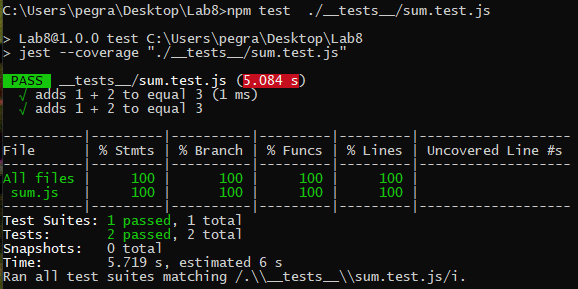 C:\Users\pegra\Desktop\Lab8>npm test  ./__tests__/sum.test.js
> Lab8@1.0.0 test C:\Users\pegra\Desktop\Lab8
> jest --coverage "./__tests__/sum.test.js"
PASS  __tests__/sum.test.js (5.084 s)
√ adds 1 + 2 to equal 3 (1 ms)
√ adds 1 + 2 to equal 3
----------|---------|----------|---------|---------|-------------------
File      | % Stmts | % Branch | % Funcs | % Lines | Uncovered Line #s
----------|---------|----------|---------|---------|-------------------
All files |     100 |      100 |     100 |     100 |
 sum.js   |     100 |      100 |     100 |     100 |
----------|---------|----------|---------|---------|-------------------
Test Suites: 1 passed, 1 total
Tests:       2 passed, 2 total
Snapshots:   0 total
Time:        5.719 s, estimated 6 s
Ran all test suites matching /.\\__tests__\\sum.test.js/i.